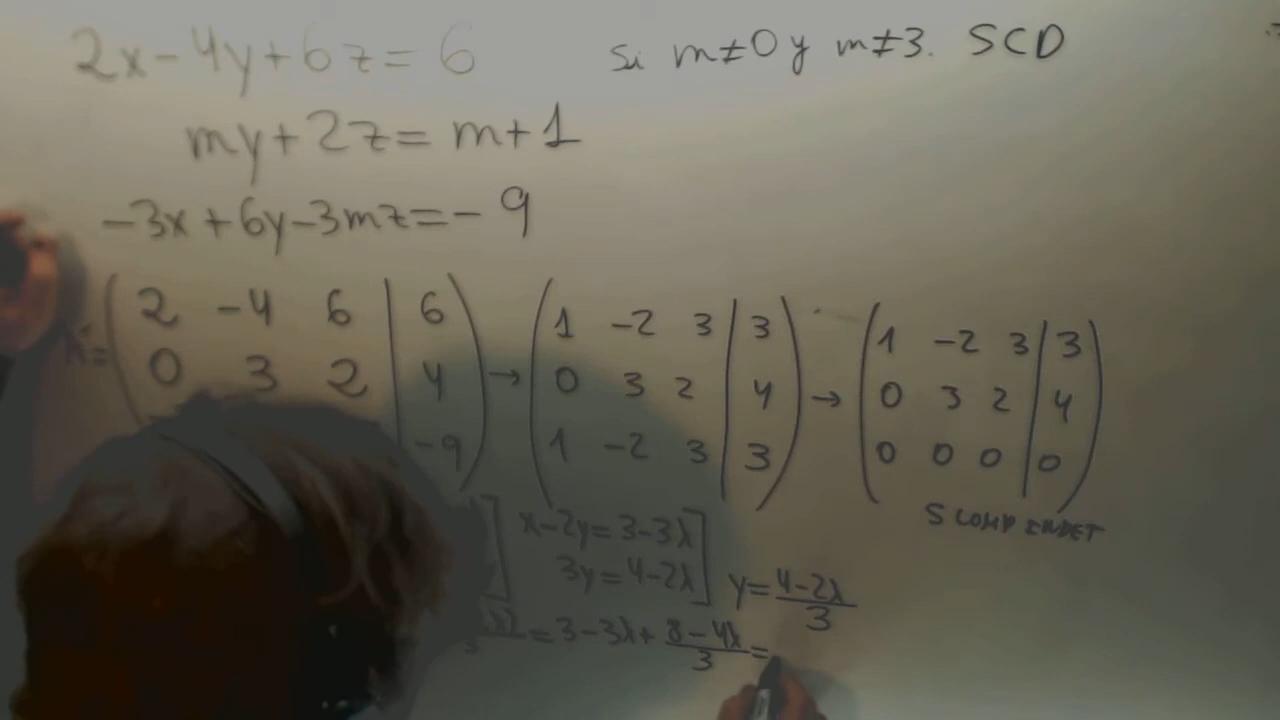 2x-4y+6z=6 Si m≠0 y m≠3. SCD
my+2z=m+1
-3x+6y-3mz=-9
2 -4 6 | 6
0 3 2 | 4 →
-9
1 -2 3 | 3
0 3 2 | 4 →
1 -2 3 | 3
1 -2 3 | 3
0 3 2 | 4
0 0 0 | 0
S COMP INDET
x-2y=3-3λ
3y=4-2λ ] y=4-2λ/3
=3-3λ+8-4λ/3=